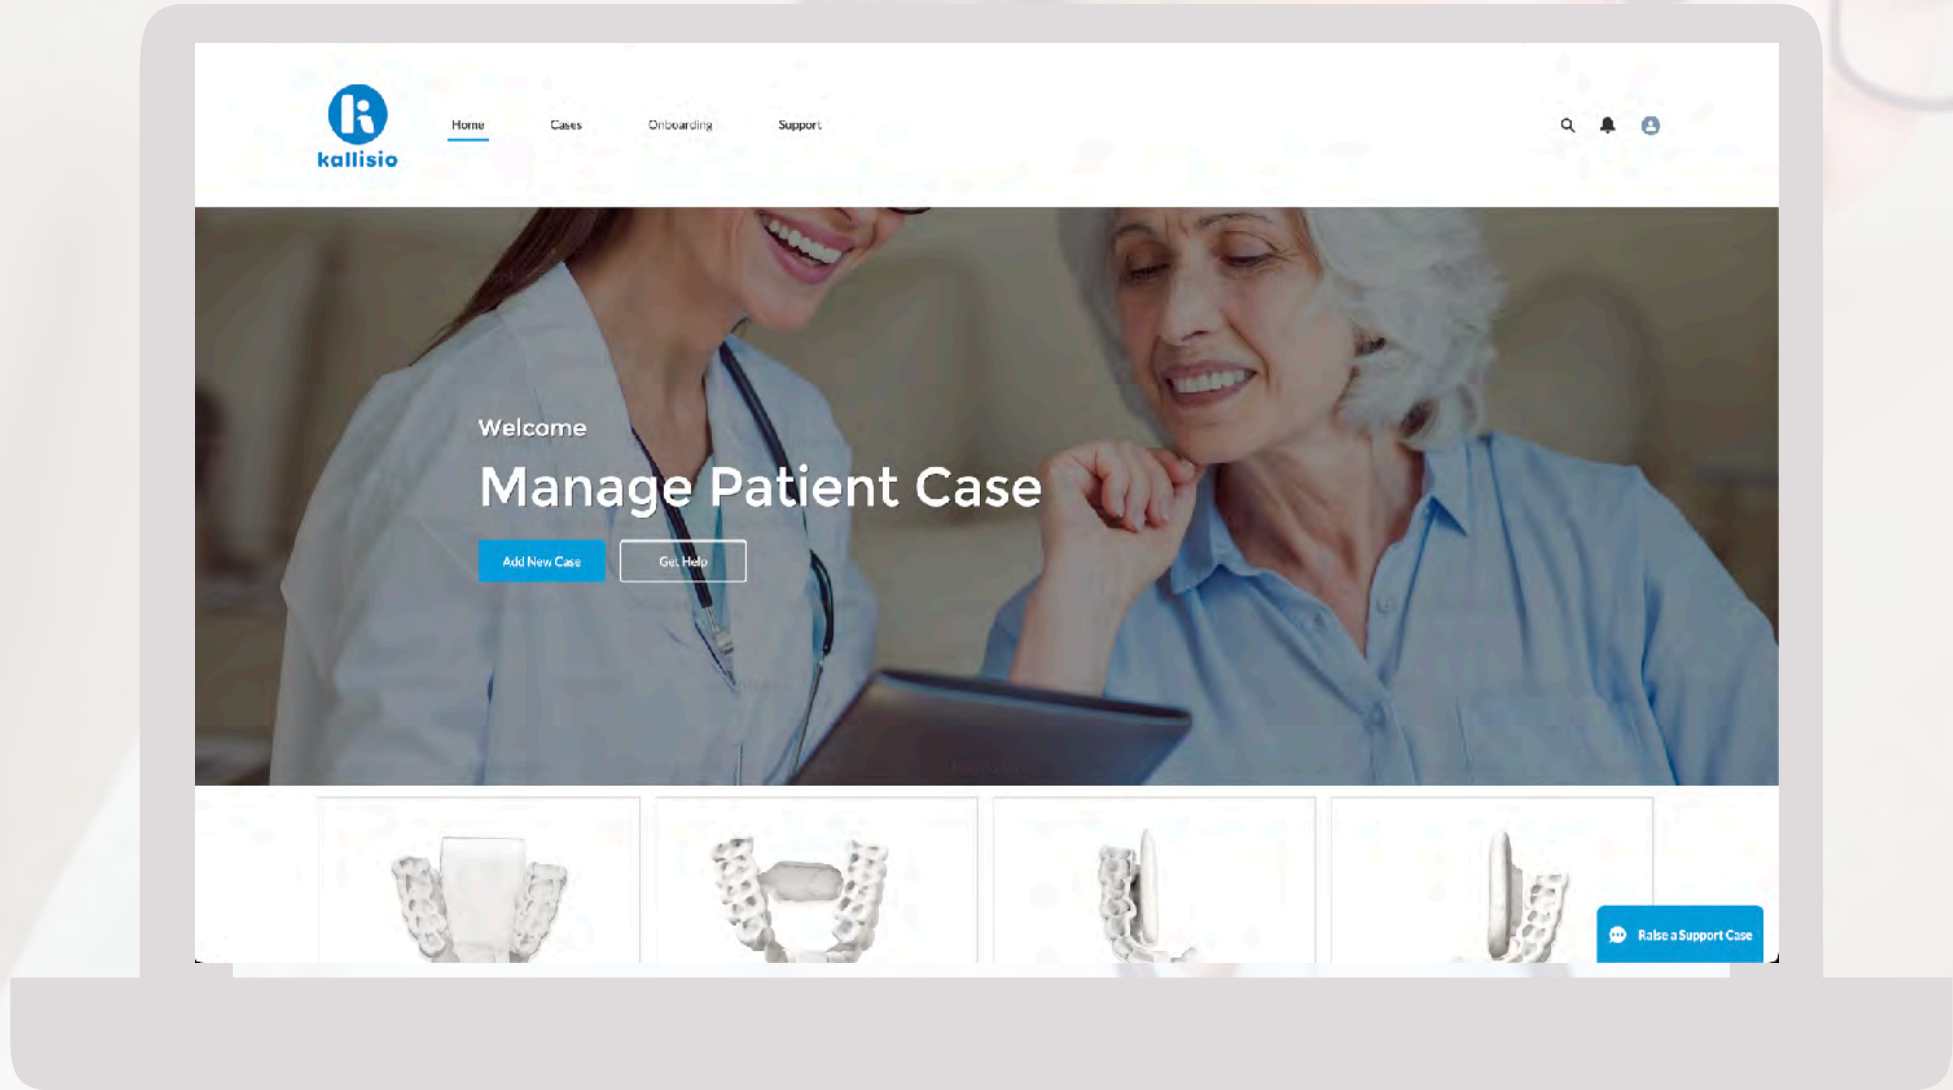 kallisio
Home
Cases
Onboarding
Support
Welcome
Manage Patient Case
Add New Case
Get Help
Raise a Support Case